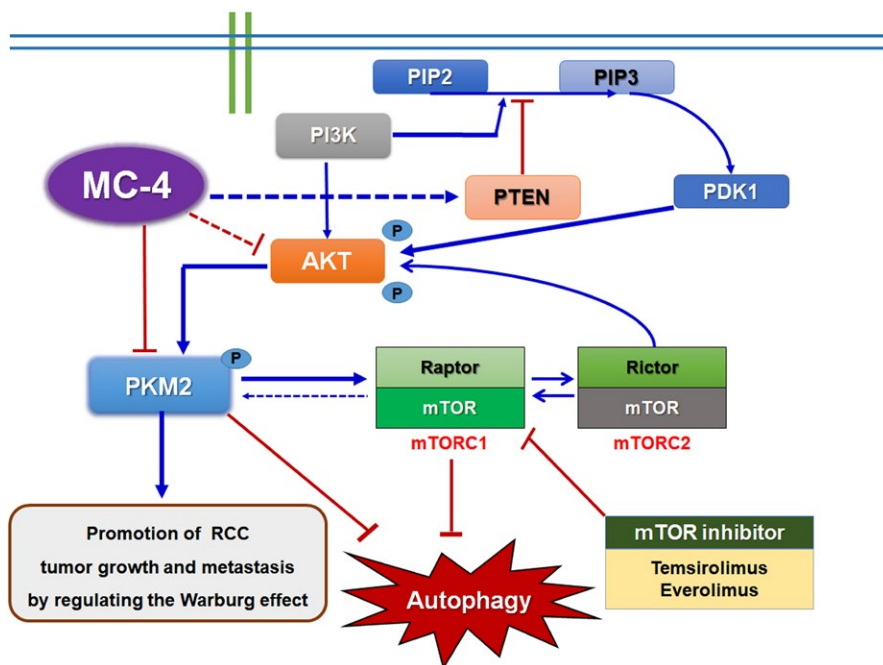 PIP2
PIP3
PI3K
MC-4
PTEN
PDK1
P
AKT
P
P
PKM2
Raptor
mTOR
mTORC1
Rictor
mTOR
mTORC2
Promotion of RCC
tumor growth and metastasis
by regulating the Warburg effect
Autophagy
mTOR inhibitor
Temsirolimus
Everolimus